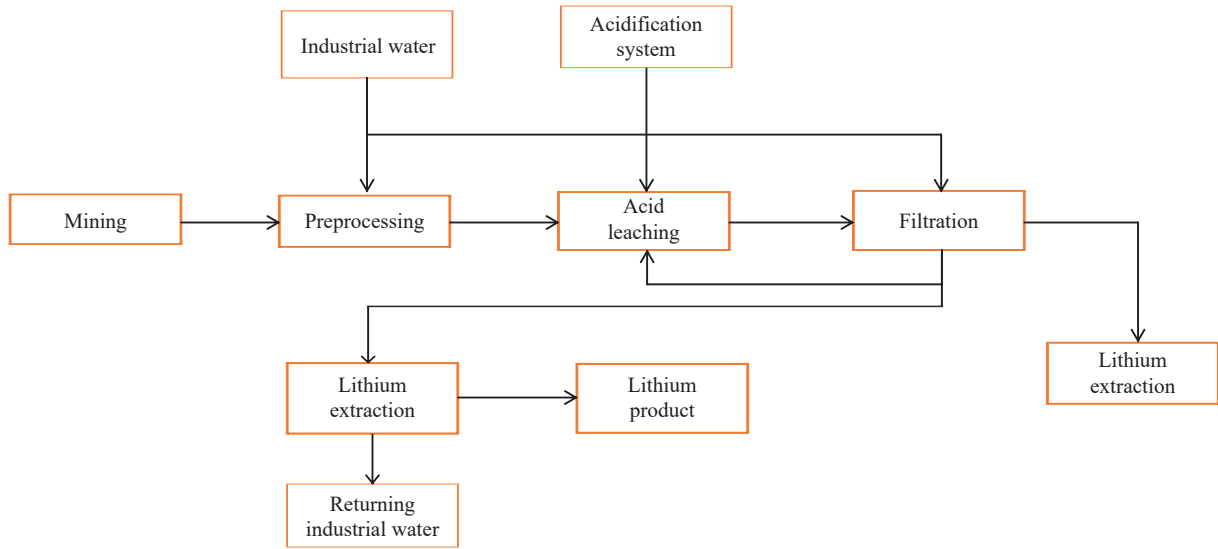 Industrial water
Acidification
system
Mining
Preprocessing
Acid
leaching
Filtration
Lithium
extraction
Lithium
product
Lithium
extraction
Returning
industrial water